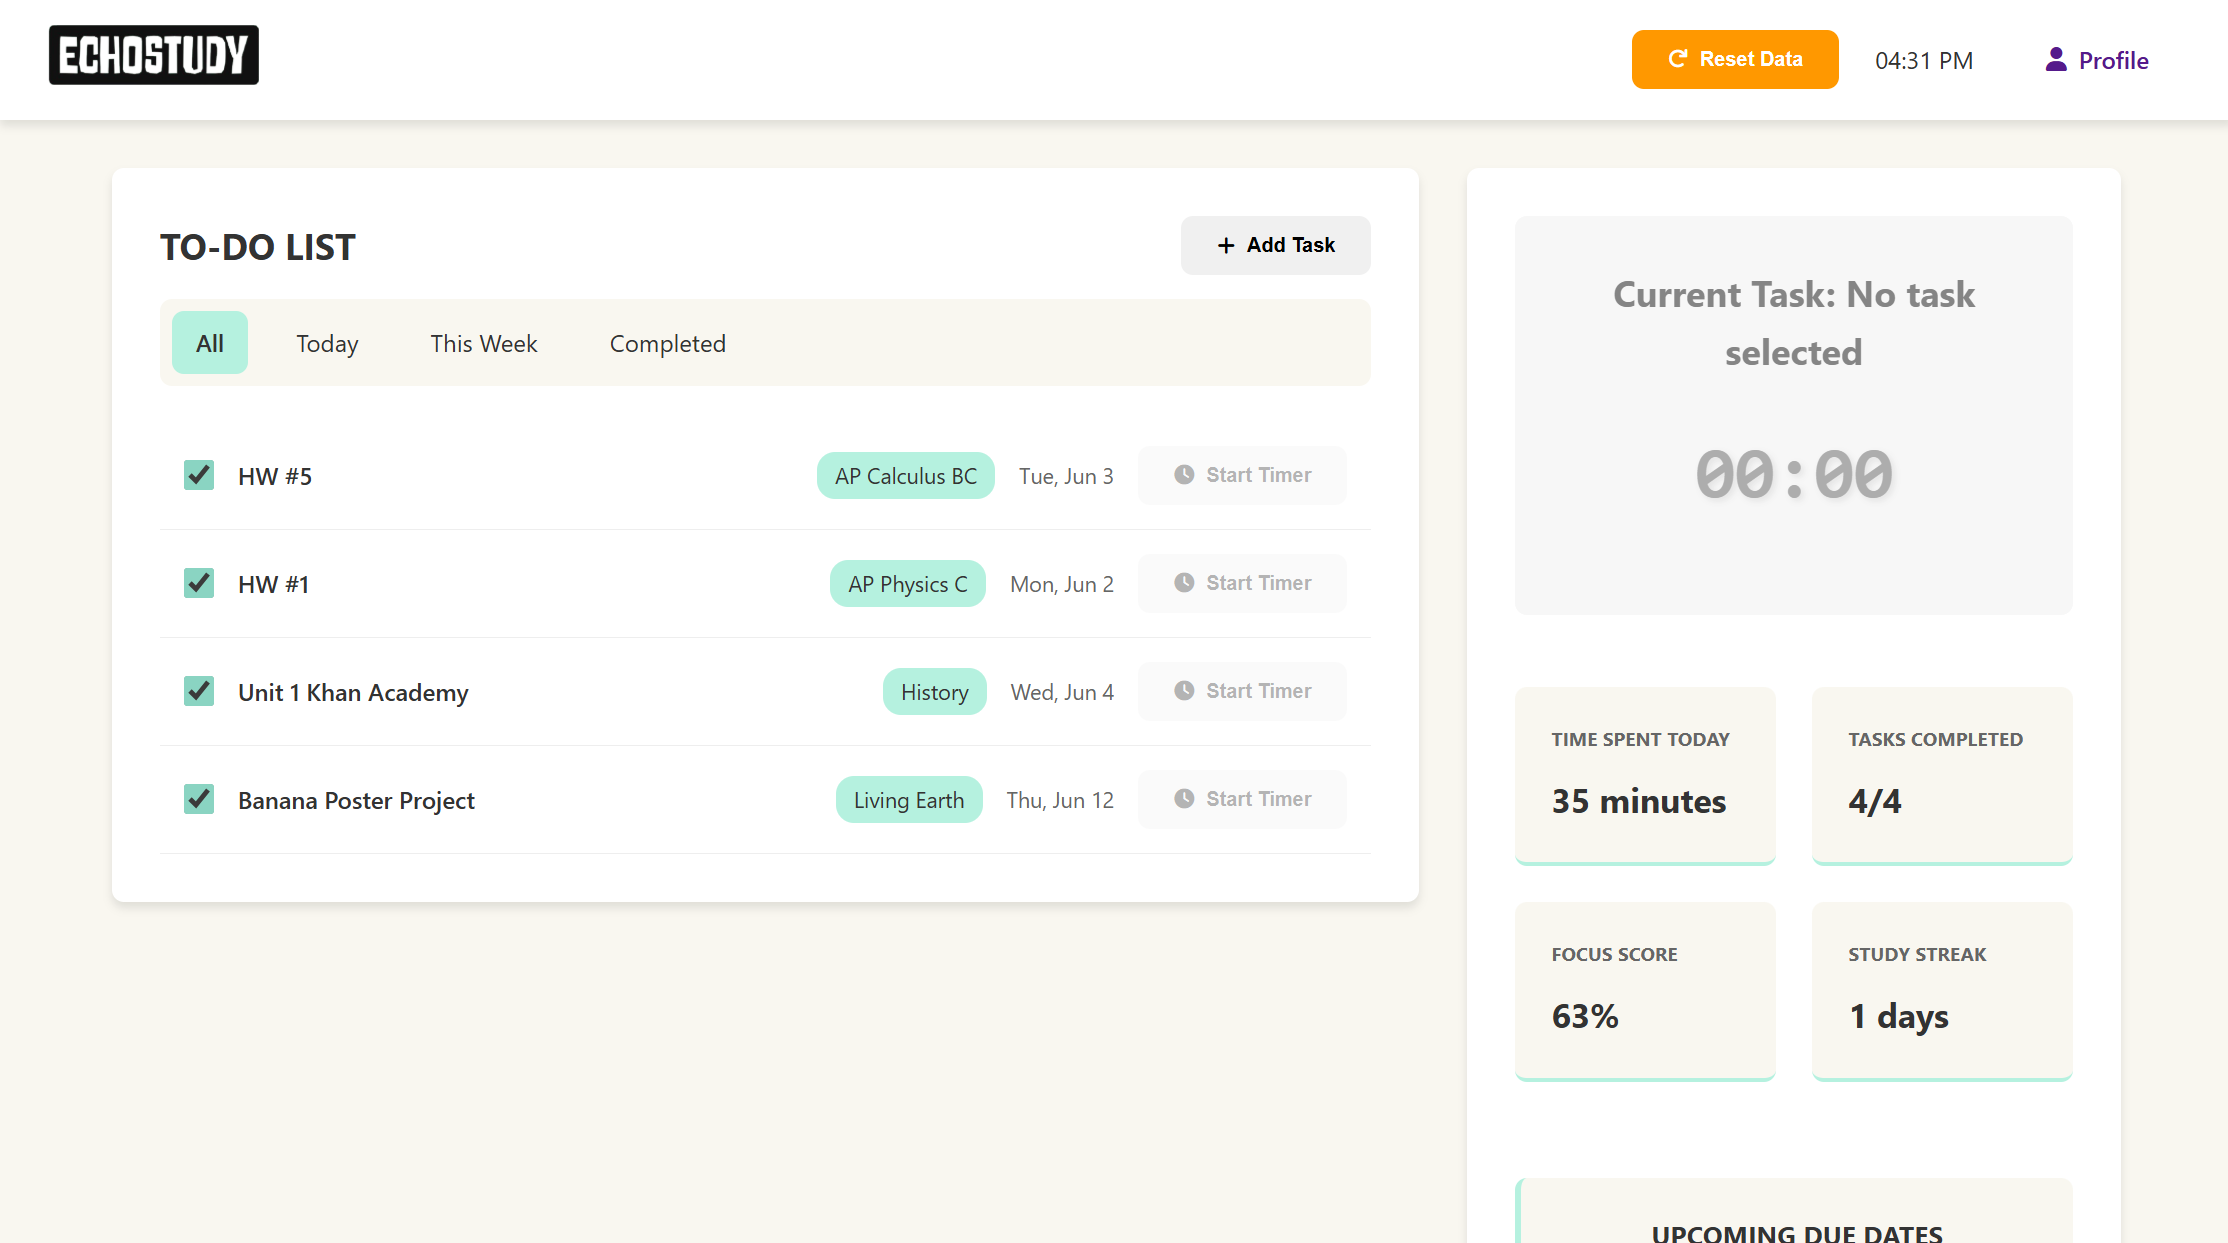 ECHOSTUDY
Reset Data
04:31 PM
Profile
TO-DO LIST
Add Task
All
Today
This Week
Completed
HW #5
AP Calculus BC
Tue, Jun 3
Start Timer
HW #1
AP Physics C
Mon, Jun 2
Start Timer
Unit 1 Khan Academy
History
Wed, Jun 4
Start Timer
Banana Poster Project
Living Earth
Thu, Jun 12
Start Timer
Current Task: No task
selected
00:00
TIME SPENT TODAY
35 minutes
TASKS COMPLETED
4/4
FOCUS SCORE
63%
STUDY STREAK
1 days
UPCOMING DUE DATES